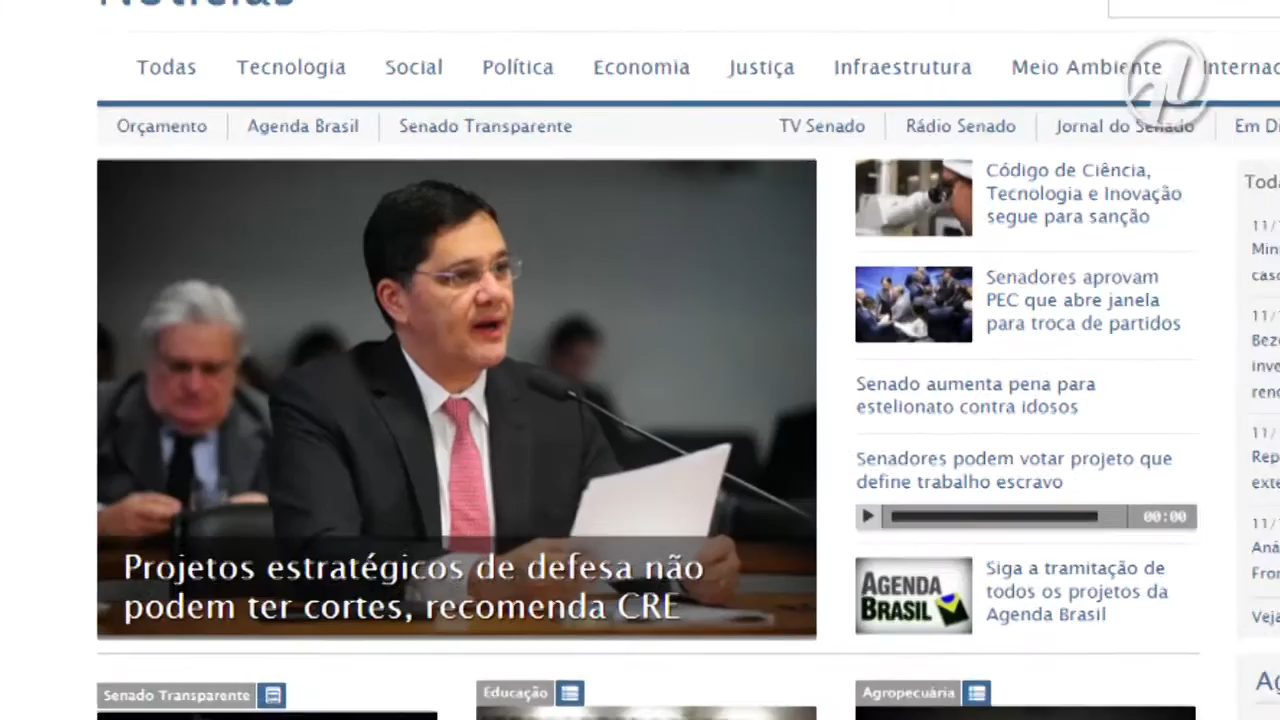 Notícias
Todas Tecnologia Social Política Economia Justiça Infraestrutura Meio Ambiente
Orçamento Agenda Brasil Senado Transparente TV Senado Rádio Senado Jornal do Senado Em
Projetos estratégicos de defesa não
podem ter cortes, recomenda CRE
Código de Ciência,
Tecnologia e Inovação
segue para sanção
Senadores aprovam
PEC que abre janela
para troca de partidos
Senado aumenta pena para
estelionato contra idosos
Senadores podem votar projeto que
define trabalho escravo
00:00
AGENDA
BRASIL
Siga a tramitação de
todos os projetos da
Agenda Brasil
Senado Transparente
Educação
Agropecuária